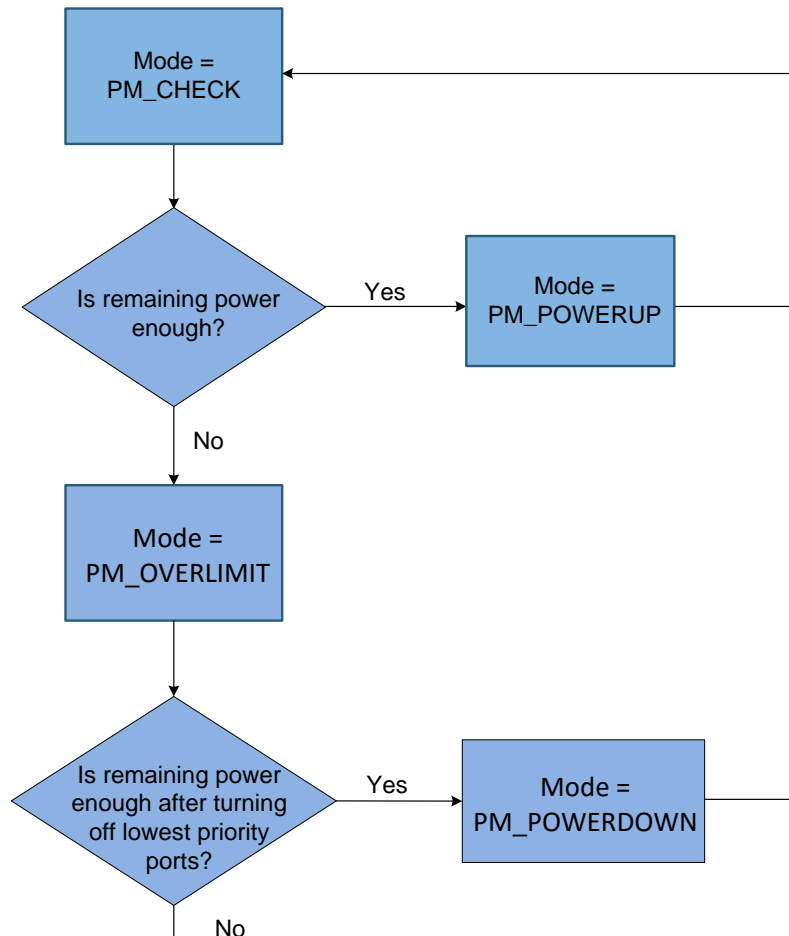 Mode =
PM_CHECK
Is remaining power
enough?
Yes
Mode =
PM_POWERUP
No
Mode =
PM_OVERLIMIT
Is remaining power
enough after turning
off lowest priority
ports?
Yes
Mode =
PM_POWERDOWN
No